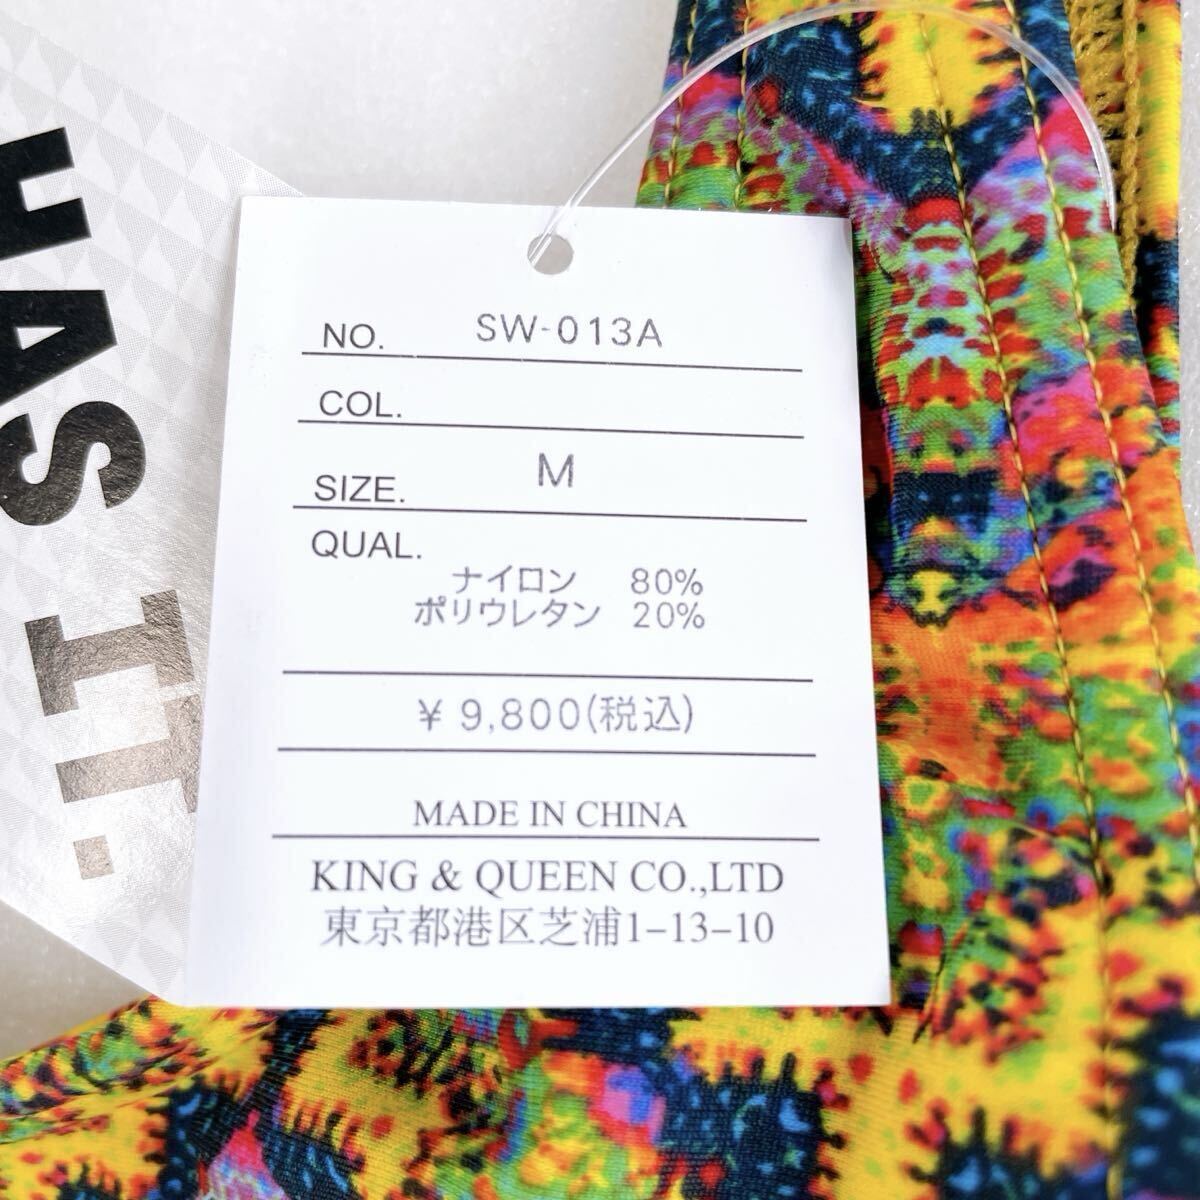 HAS IT.
NO. SW-013A
COL.
SIZE. M
QUAL.
ナイロン 80%
ポリウレタン 20%
¥ 9,800(税込)
MADE IN CHINA
KING & QUEEN CO.,LTD
東京都港区芝浦1-13-10